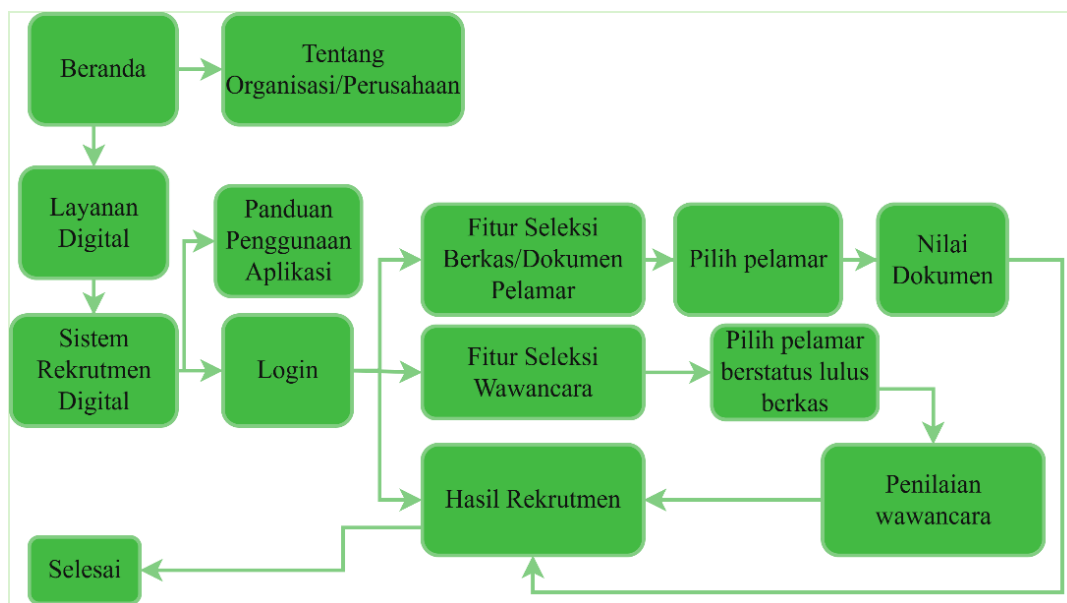 Beranda
Tentang
Organisasi/Perusahaan
Layanan
Digital
Panduan
Penggunaan
Aplikasi
Fitur Seleksi
Berkas/Dokumen
Pelamar
Pilih pelamar
Nilai
Dokumen
Sistem
Rekrutmen
Digital
Login
Fitur Seleksi
Wawancara
Pilih pelamar
berstatus lulus
berkas
Hasil Rekrutmen
Penilaian
wawancara
Selesai